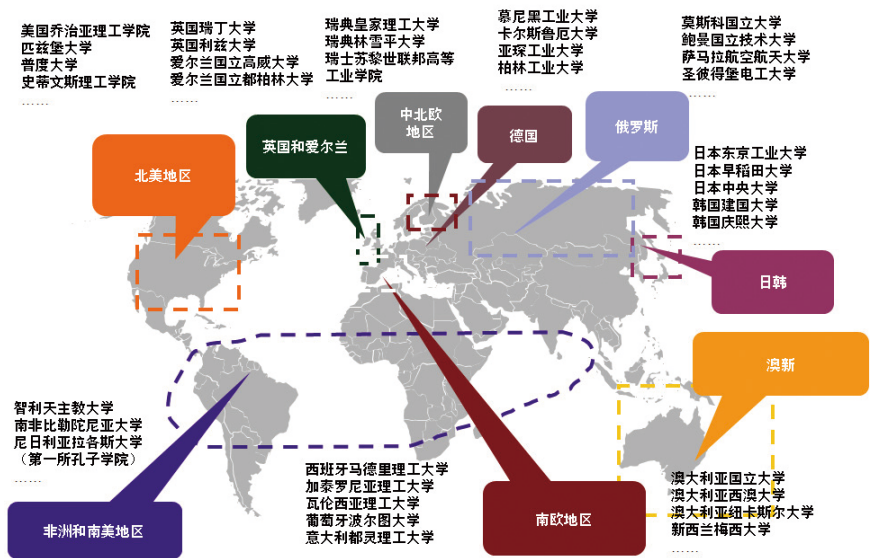 美国乔治亚理工学院
匹兹堡大学
普度大学
史蒂文斯理工学院
……
英国瑞丁大学
英国利兹大学
爱尔兰国立高威大学
爱尔兰国立都柏林大学
……
瑞典皇家理工大学
瑞典林雪平大学
瑞士苏黎世联邦高等
工业学院
……
慕尼黑工业大学
卡尔斯鲁厄大学
亚琛工业大学
柏林工业大学
……
莫斯科国立大学
鲍曼国立技术大学
萨马拉航空航天大学
圣彼得堡电工大学
……
北美地区
英国和爱尔兰
中北欧
地区
德国
俄罗斯
日本东京工业大学
日本早稻田大学
日本中央大学
韩国建国大学
韩国庆熙大学
……
日韩
澳新
智利天主教大学
南非比勒陀尼亚大学
尼日利亚拉各斯大学
（第一所孔子学院）
……
非洲和南美地区
西班牙马德里理工大学
加泰罗尼亚理工大学
瓦伦西亚理工大学
葡萄牙波尔图大学
意大利都灵理工大学
南欧地区
澳大利亚国立大学
澳大利亚西澳大学
澳大利亚纽卡斯尔大学
新西兰梅西大学
……